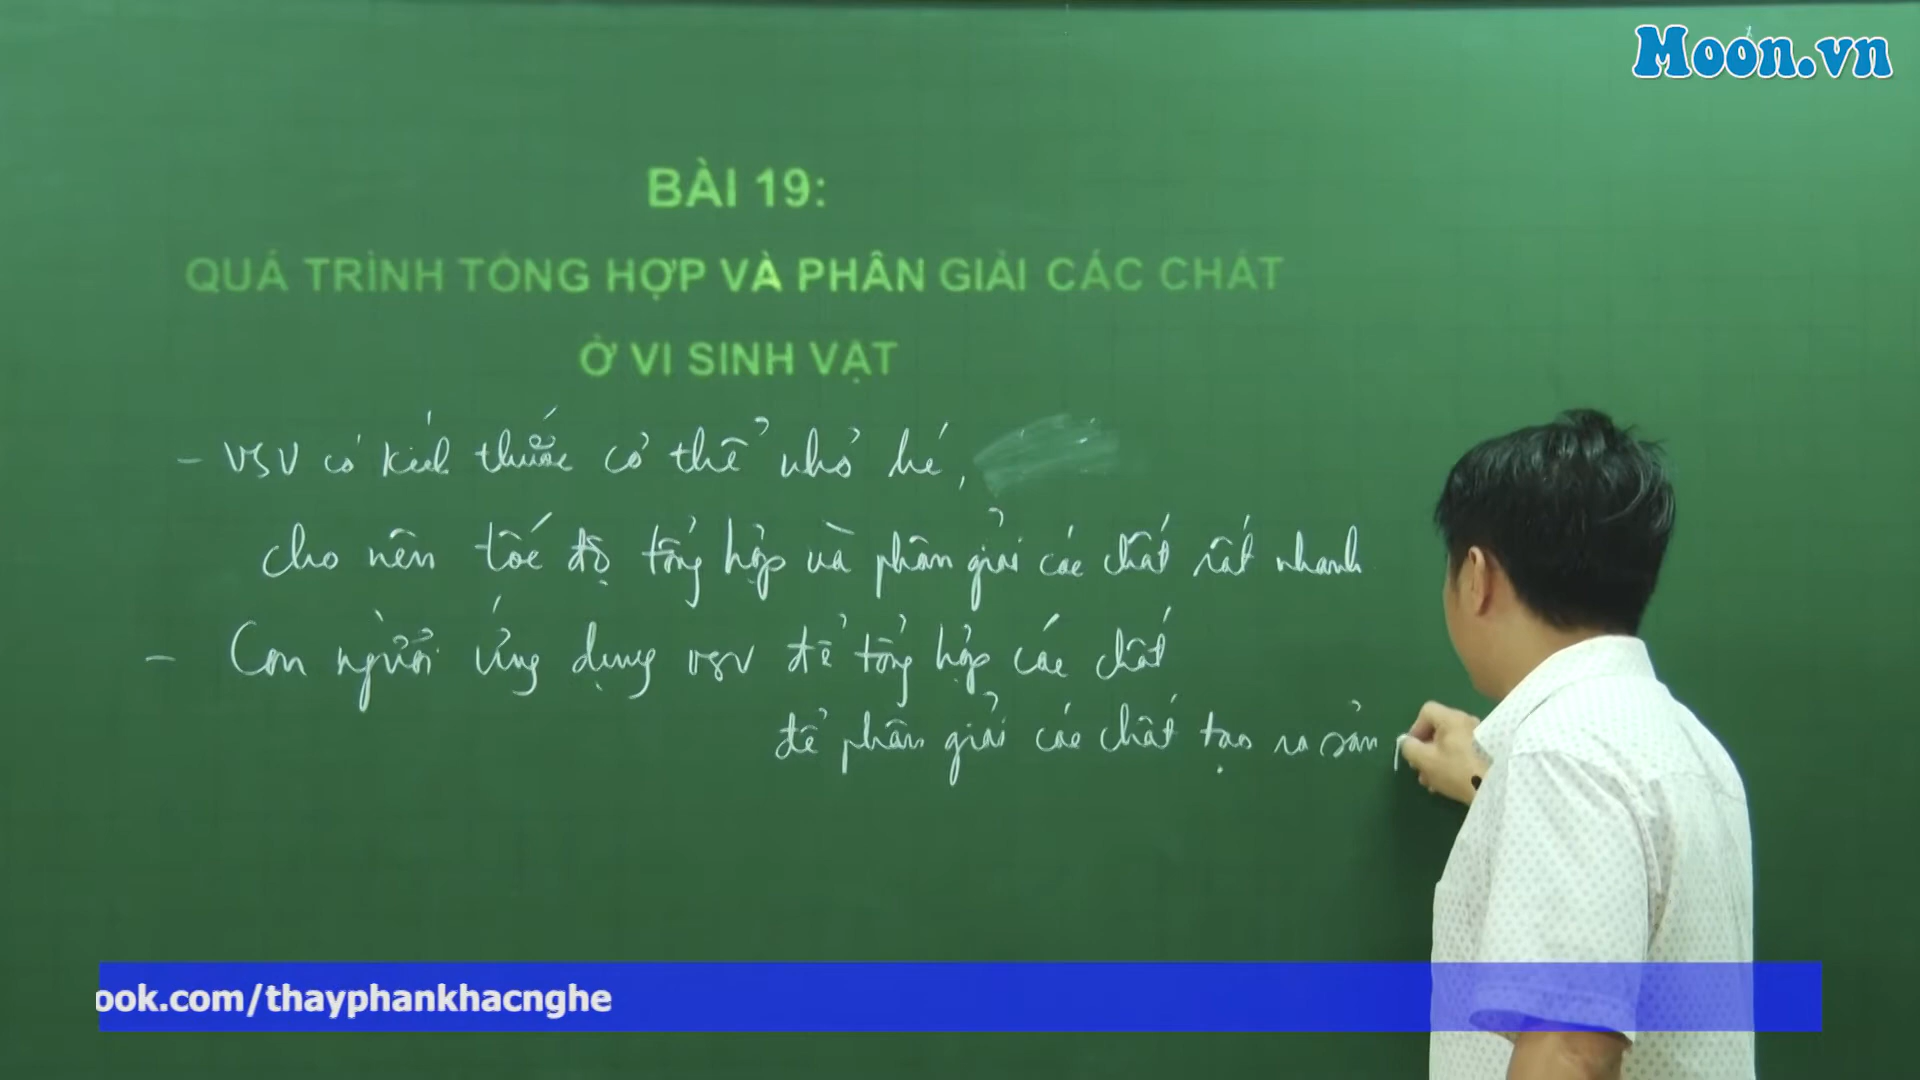 Moon.vn
BÀI 19:
QUÁ TRÌNH TỔNG HỢP VÀ PHÂN GIẢI CÁC CHẤT
Ở VI SINH VẬT
- VSV có kích thước cơ thể nhỏ bé,
cho nên tốc độ tổng hợp và phân giải các chất rất nhanh
- Con người ứng dụng VSV để tổng hợp các chất
để phân giải các chất tạo ra sản p
ook.com/thayphankhacnghe